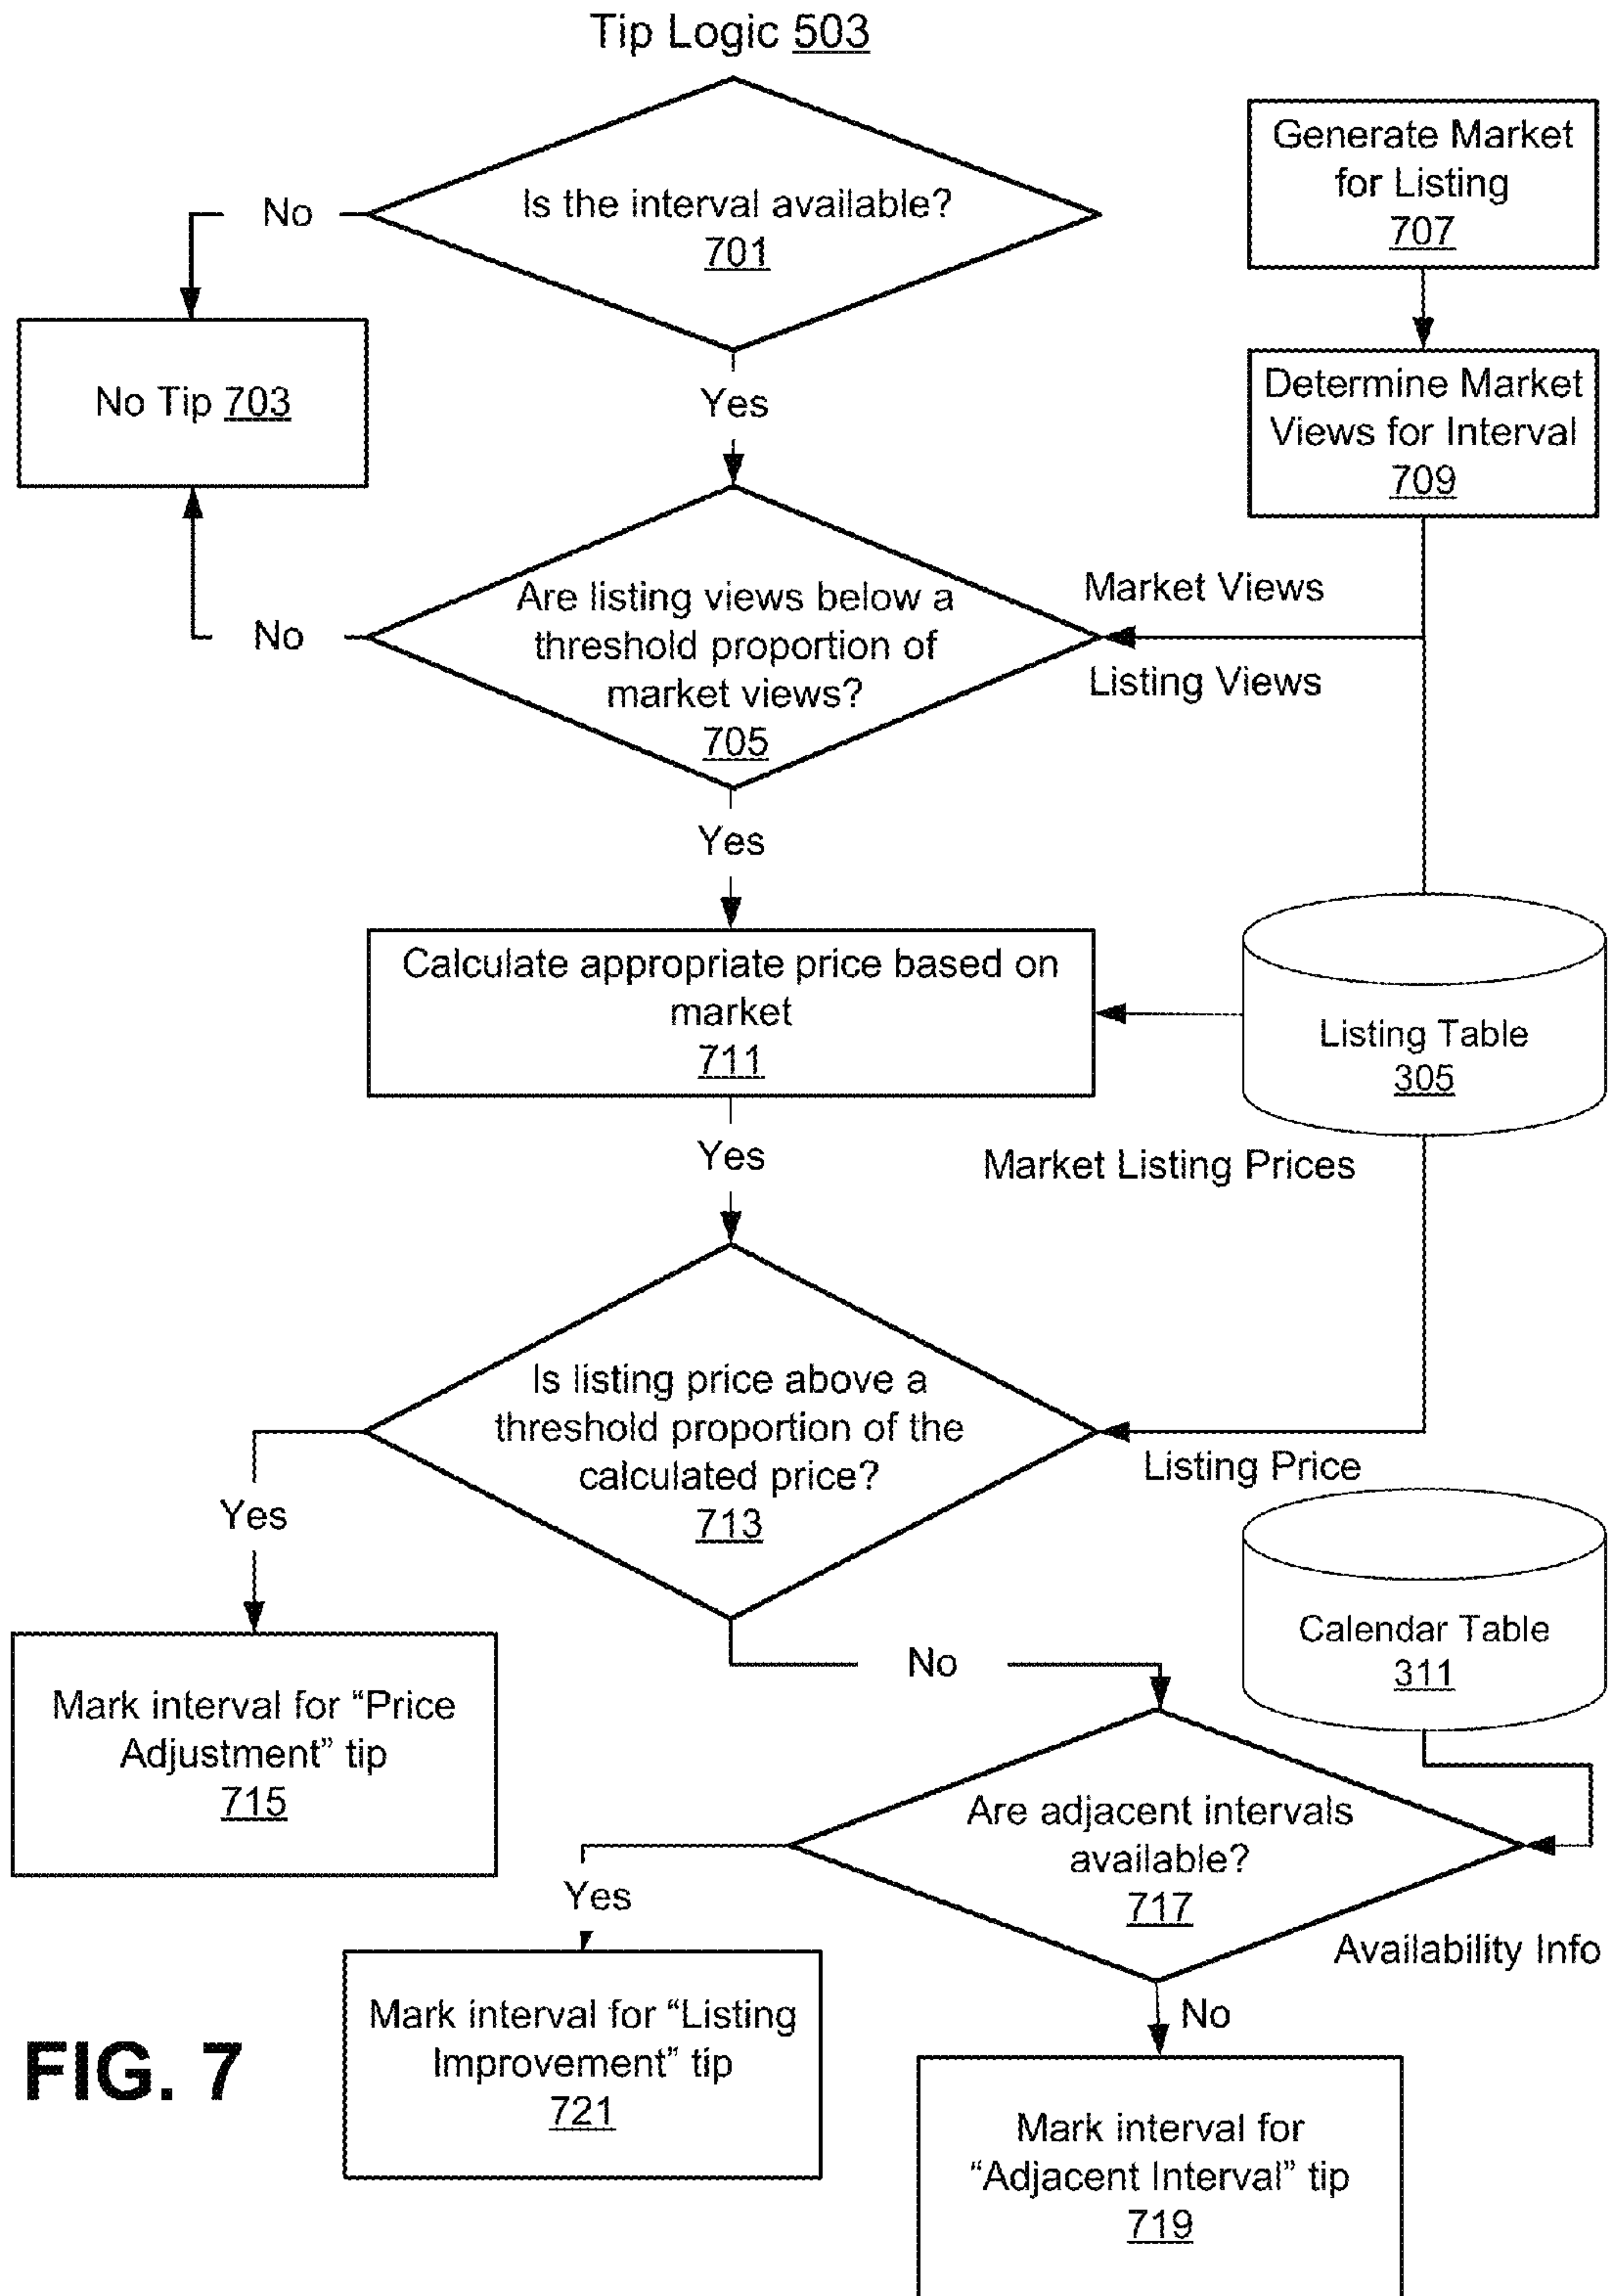 Tip Logic 503
Is the interval available?
701
No
Generate Market
for Listing
707
No Tip 703
Yes
Determine Market
Views for Interval
709
Are listing views below a
threshold proportion of
market views?
705
No
Market Views
Listing Views
Yes
Calculate appropriate price based on
market
711
Listing Table
305
Yes
Market Listing Prices
Is listing price above a
threshold proportion of the
calculated price?
713
Listing Price
Yes
No
Calendar Table
311
Mark interval for “Price
Adjustment” tip
715
Are adjacent intervals
available?
717
Yes
Availability Info
No
Mark interval for “Listing
Improvement” tip
721
FIG. 7
Mark interval for
“Adjacent Interval” tip
719